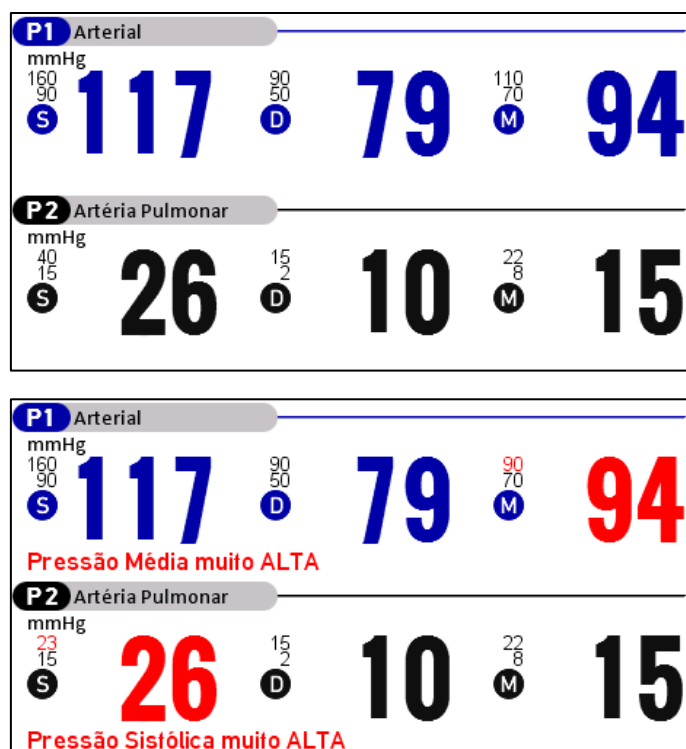 P1 Arterial
mmHg
160 90 110
90 50 70
S 117 D 79 M 94
P2 Artéria Pulmonar
mmHg
40 15 22
15 2 8
S 26 D 10 M 15
P1 Arterial
mmHg
160 90 90
90 50 70
S 117 D 79 M 94
Pressão Média muito ALTA
P2 Artéria Pulmonar
mmHg
23 15 22
15 2 8
S 26 D 10 M 15
Pressão Sistólica muito ALTA